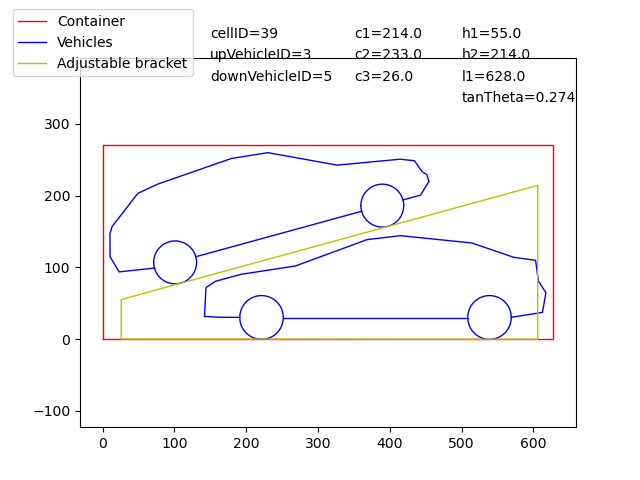 Container
Vehicles
Adjustable bracket
cellID=39
upVehicleID=3
downVehicleID=5
c1=214.0
c2=233.0
c3=26.0
h1=55.0
h2=214.0
l1=628.0
tanTheta=0.274
300
200
100
0
−100
0 100 200 300 400 500 600